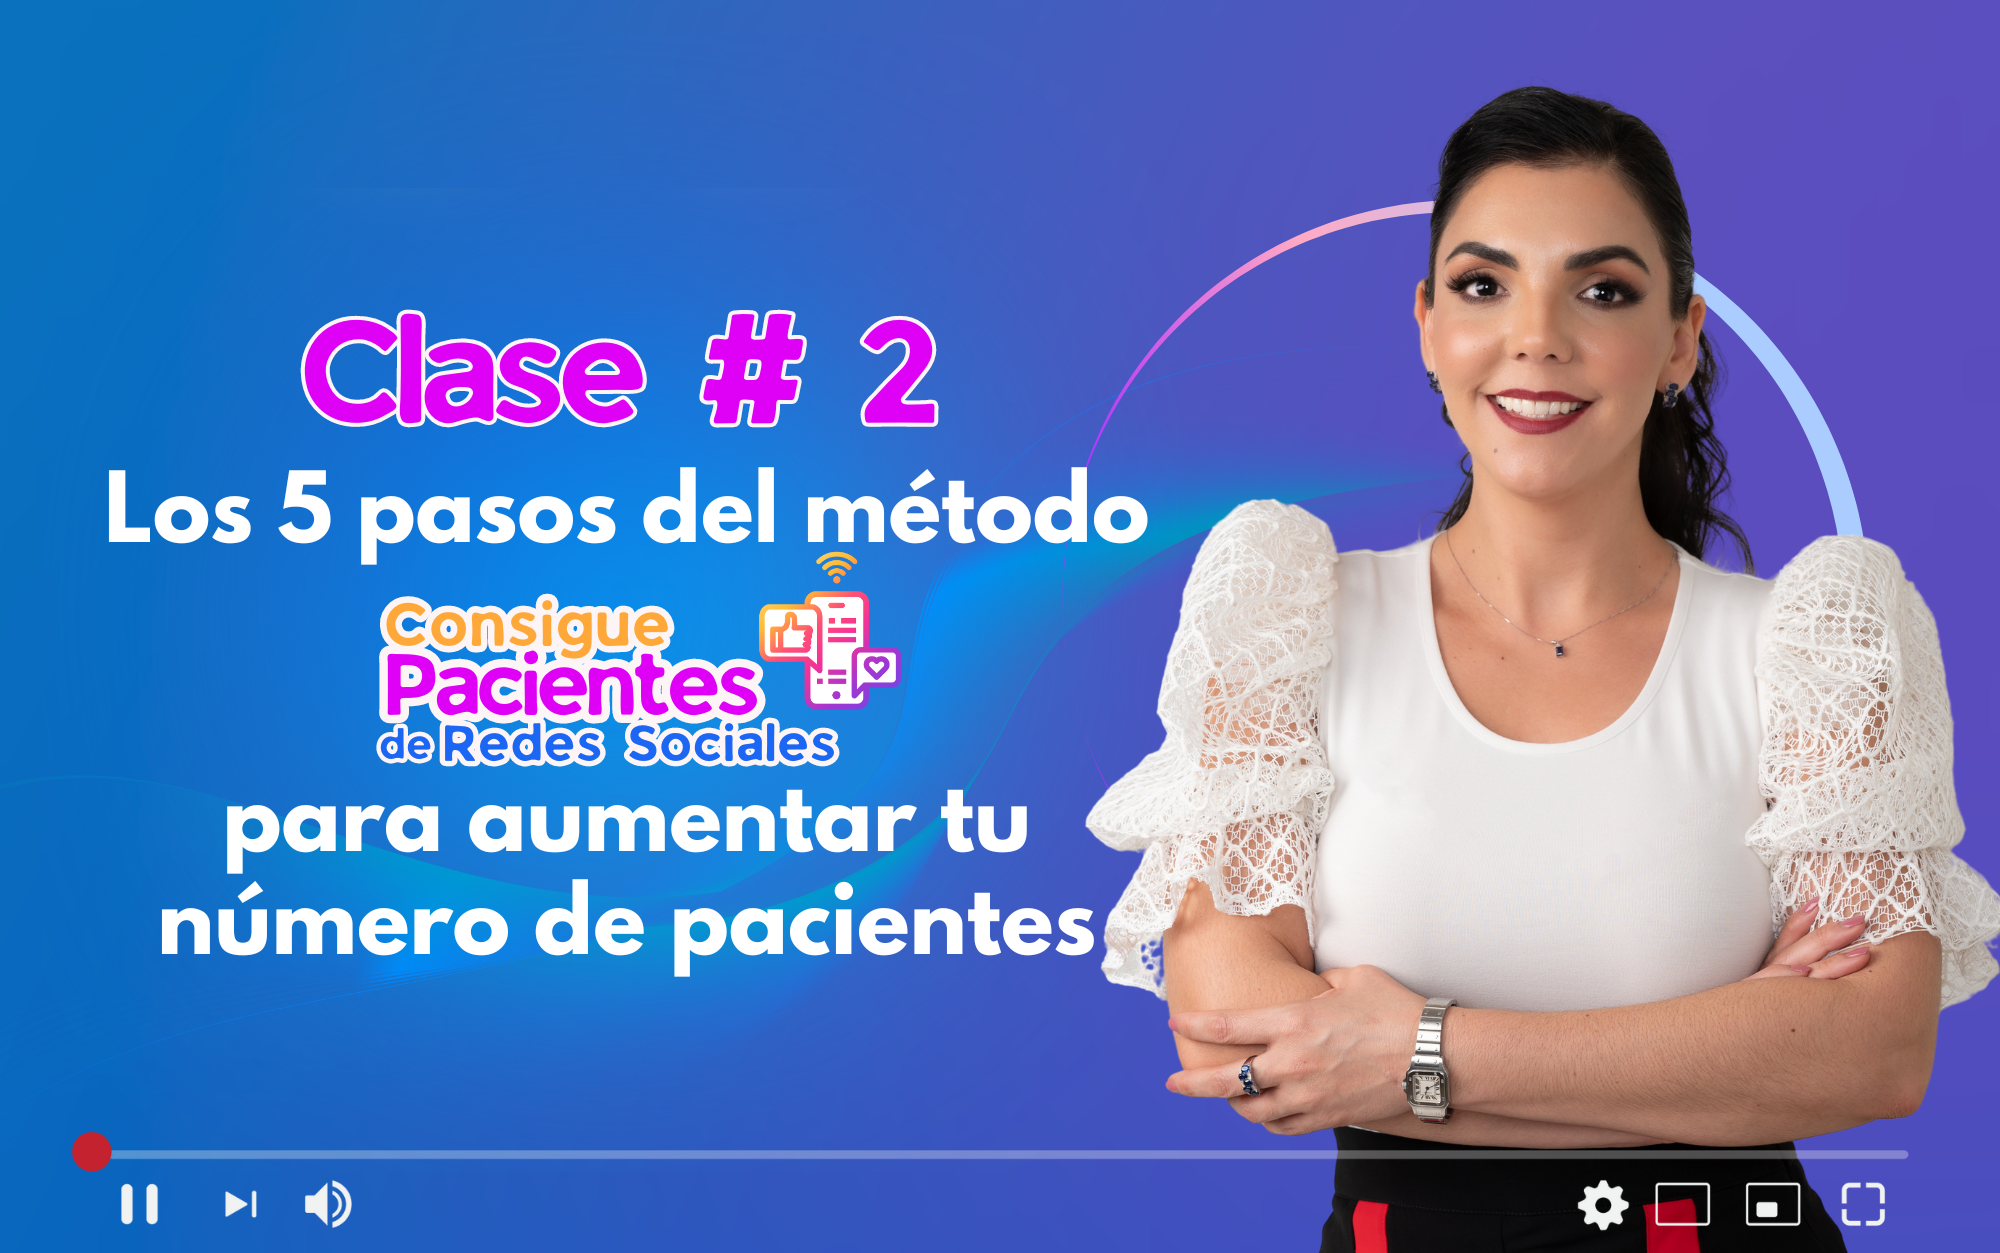 Clase # 2
Los 5 pasos del método
Consigue
Pacientes
de Redes Sociales
para aumentar tu
número de pacientes